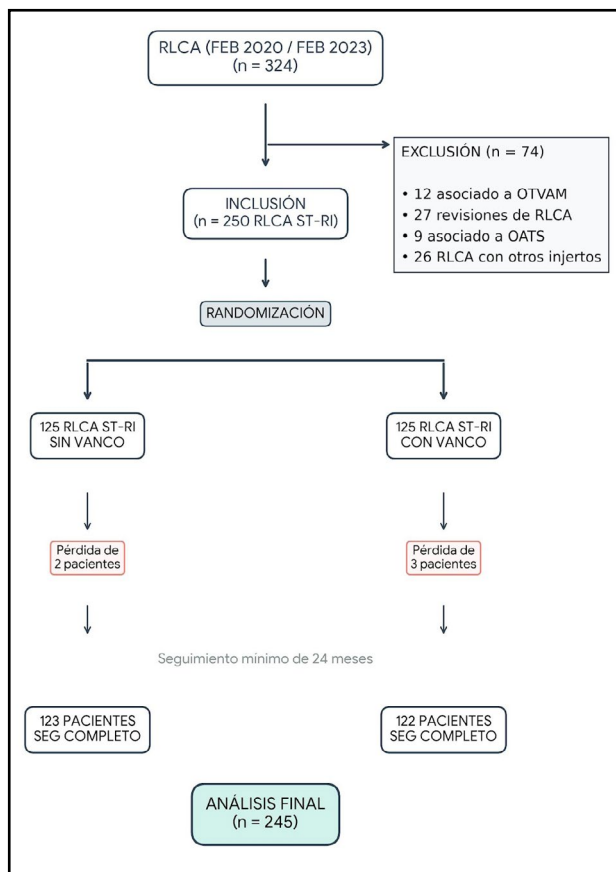 RLCA (FEB 2020 / FEB 2023)
(n = 324)
EXCLUSIÓN (n = 74)
• 12 asociado a OTVAM
• 27 revisiones de RLCA
• 9 asociado a OATS
• 26 RLCA con otros injertos
INCLUSIÓN
(n = 250 RLCA ST-RI)
RANDOMIZACIÓN
125 RLCA ST-RI
SIN VANCO
125 RLCA ST-RI
CON VANCO
Pérdida de
2 pacientes
Pérdida de
3 pacientes
Seguimiento mínimo de 24 meses
123 PACIENTES
SEG COMPLETO
122 PACIENTES
SEG COMPLETO
ANÁLISIS FINAL
(n = 245)